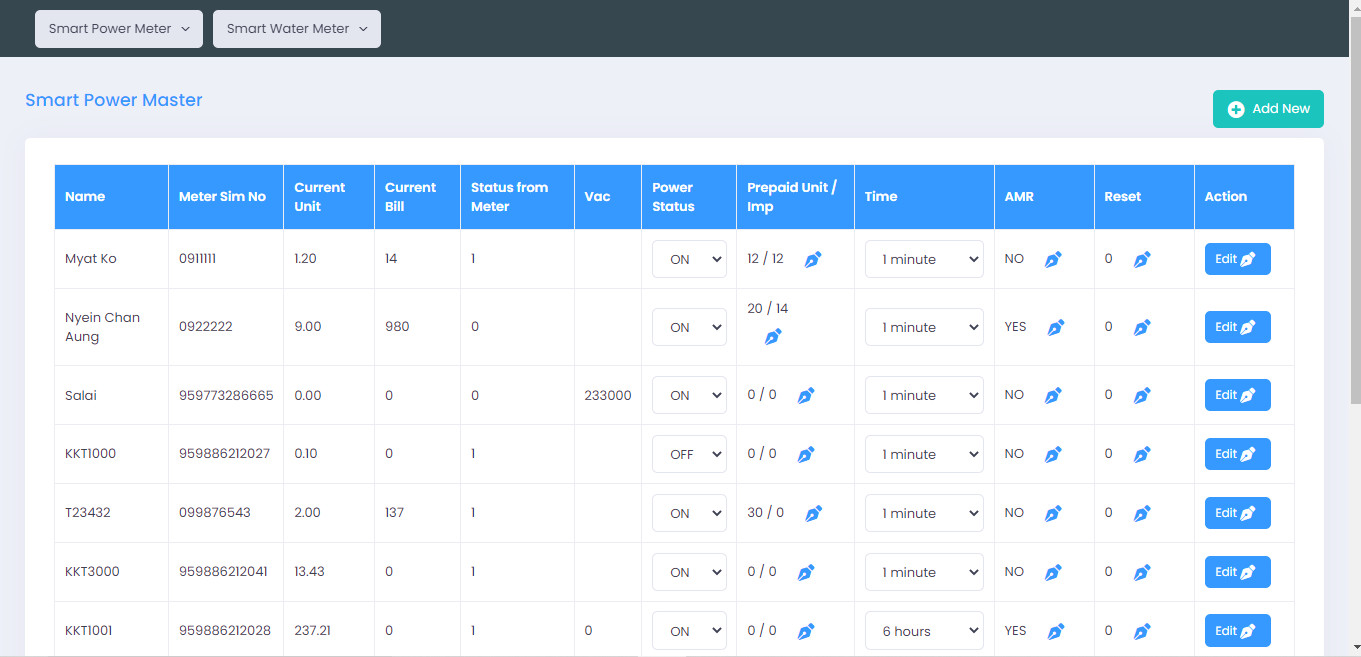 Smart Power Meter Smart Water Meter
Smart Power Master
Add New
Name Meter Sim No Current Unit Current Bill Status from Meter Vac Power Status Prepaid Unit / Imp Time AMR Reset Action
Myat Ko 0911111 1.20 14 1 ON 12 / 12 1 minute NO 0 Edit
Nyein Chan Aung 0922222 9.00 980 0 ON 20 / 14 1 minute YES 0 Edit
Salai 959773286665 0.00 0 0 233000 ON 0 / 0 1 minute NO 0 Edit
KKT1000 959886212027 0.10 0 1 OFF 0 / 0 1 minute NO 0 Edit
T23432 099876543 2.00 137 1 ON 30 / 0 1 minute NO 0 Edit
KKT3000 959886212041 13.43 0 1 ON 0 / 0 1 minute NO 0 Edit
KKT1001 959886212028 237.21 0 1 0 ON 0 / 0 6 hours YES 0 Edit